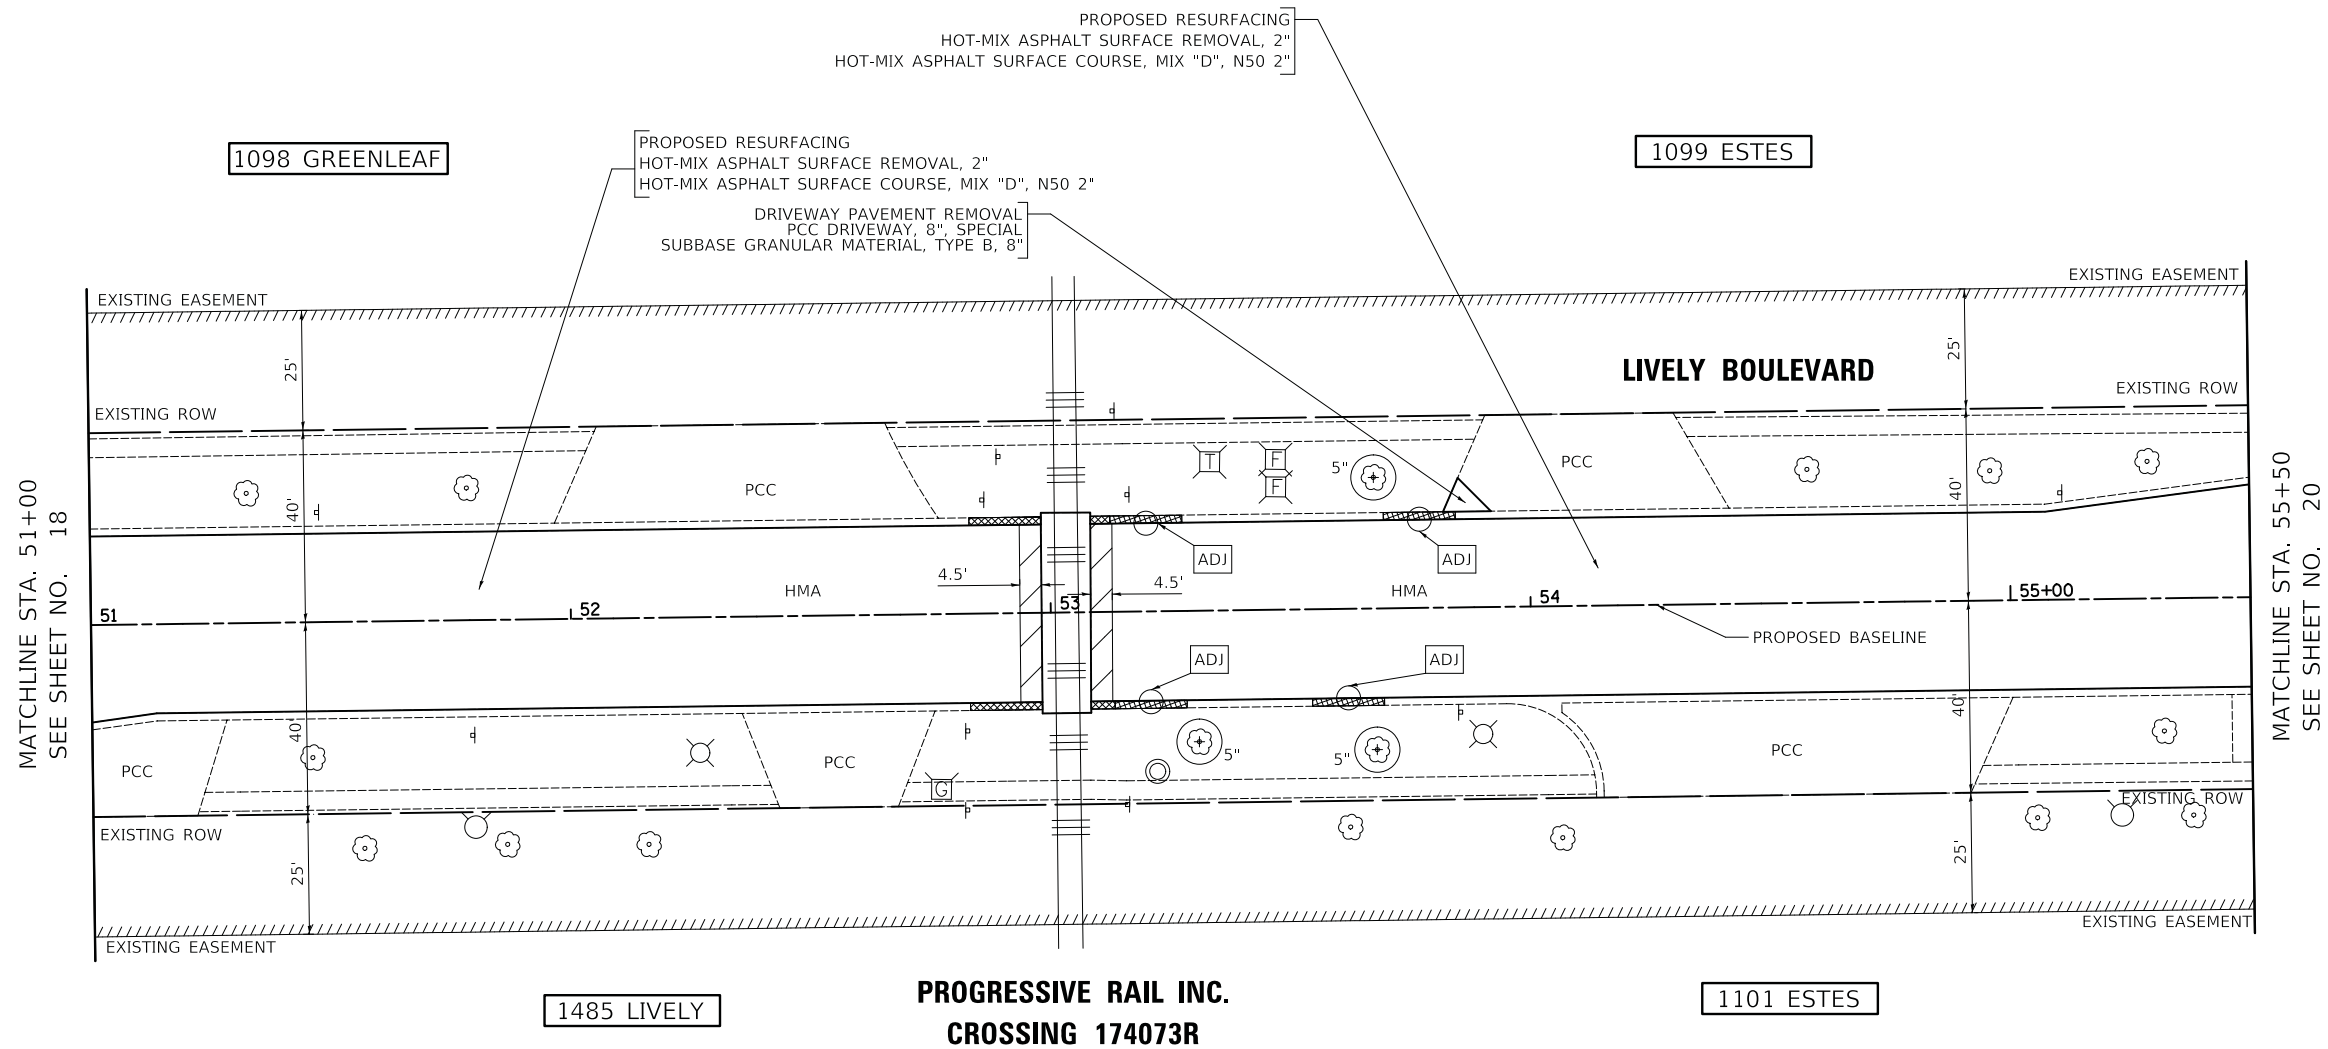 PROPOSED RESURFACING
HOT-MIX ASPHALT SURFACE REMOVAL, 2"
HOT-MIX ASPHALT SURFACE COURSE, MIX "D", N50 2"
1098 GREENLEAF
PROPOSED RESURFACING
HOT-MIX ASPHALT SURFACE REMOVAL, 2"
HOT-MIX ASPHALT SURFACE COURSE, MIX "D", N50 2"
1099 ESTES
DRIVEWAY PAVEMENT REMOVAL
PCC DRIVEWAY, 8", SPECIAL
SUBBASE GRANULAR MATERIAL, TYPE B, 8"
EXISTING EASEMENT
EXISTING EASEMENT
25'
25'
LIVELY BOULEVARD
EXISTING ROW
EXISTING ROW
MATCHLINE STA. 51+00
SEE SHEET NO. 18
MATCHLINE STA. 55+50
SEE SHEET NO. 20
40'
PCC
T
F
F
5"
PCC
40'
ADJ
ADJ
4.5'
4.5'
HMA
HMA
51
52
53
54
55+00
PROPOSED BASELINE
ADJ
ADJ
40'
40'
PCC
PCC
G
5"
5"
PCC
EXISTING ROW
EXISTING ROW
25'
25'
EXISTING EASEMENT
EXISTING EASEMENT
1485 LIVELY
PROGRESSIVE RAIL INC.
CROSSING 174073R
1101 ESTES